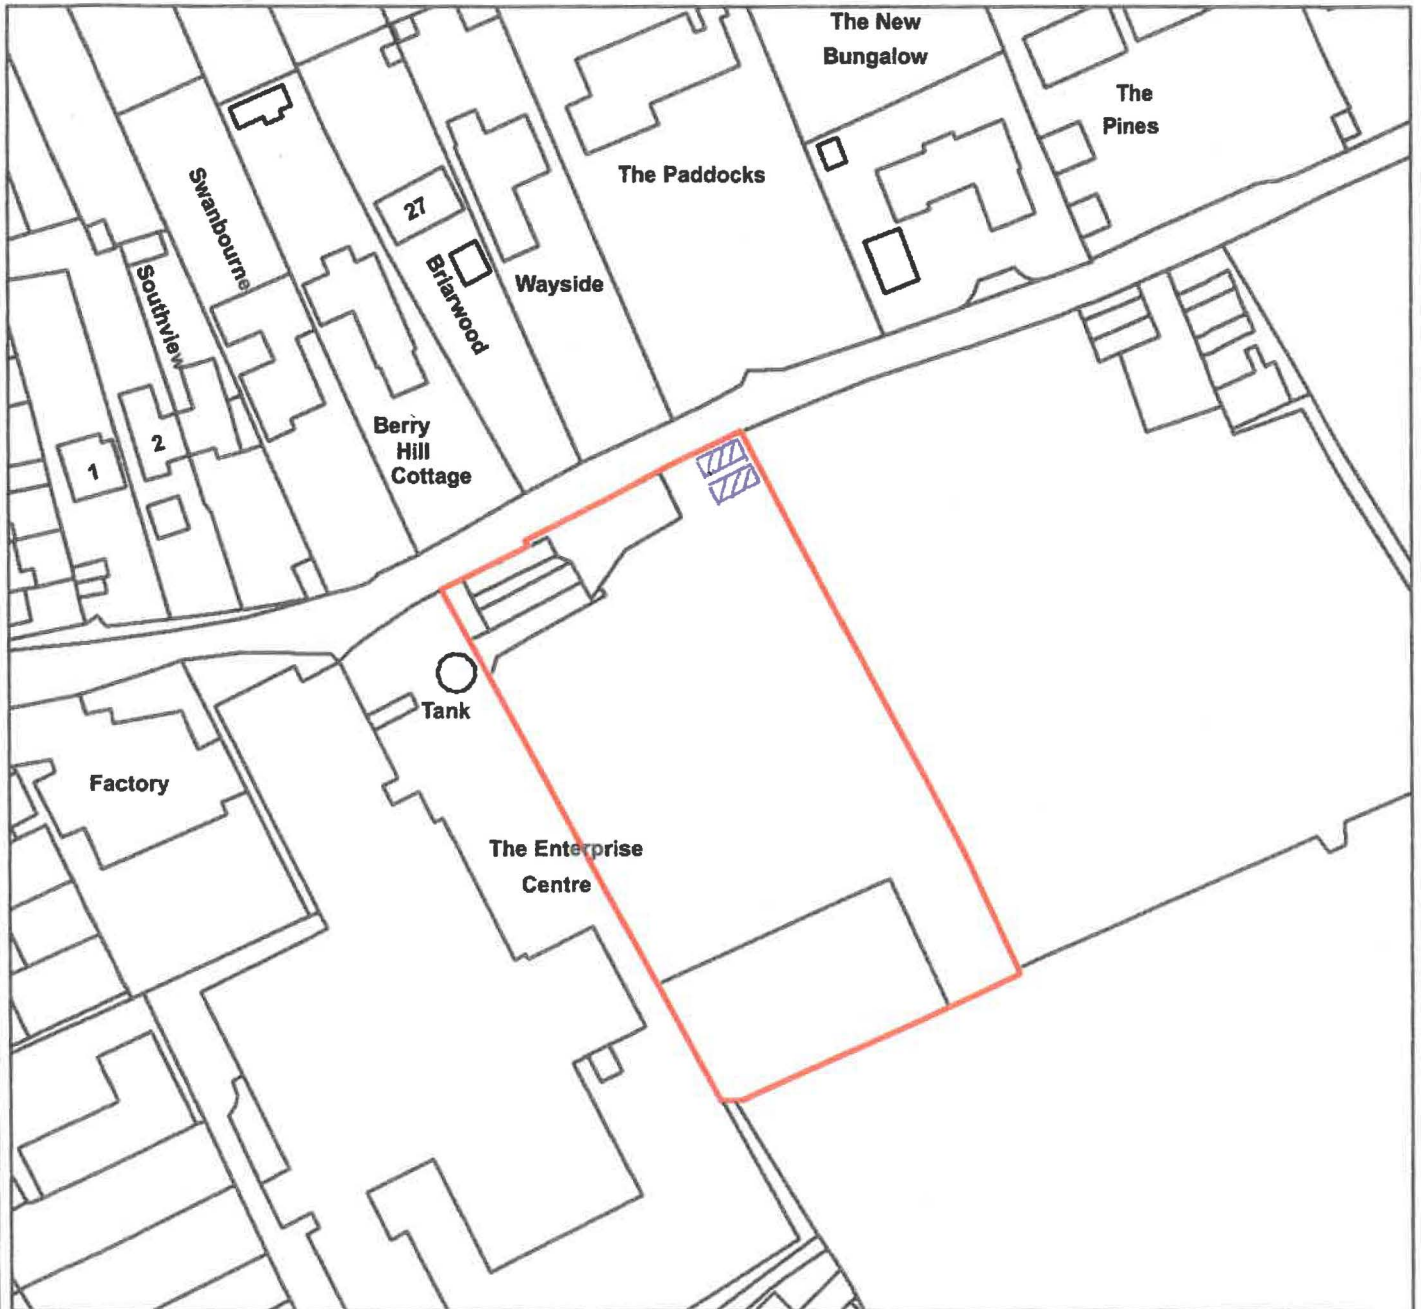 The New
Bungalow
The
Pines
The Paddocks
Swanbourne
27
Wayside
Briarwood
Southview
Berry
Hill
Cottage
2
1
Tank
Factory
The Enterprise
Centre